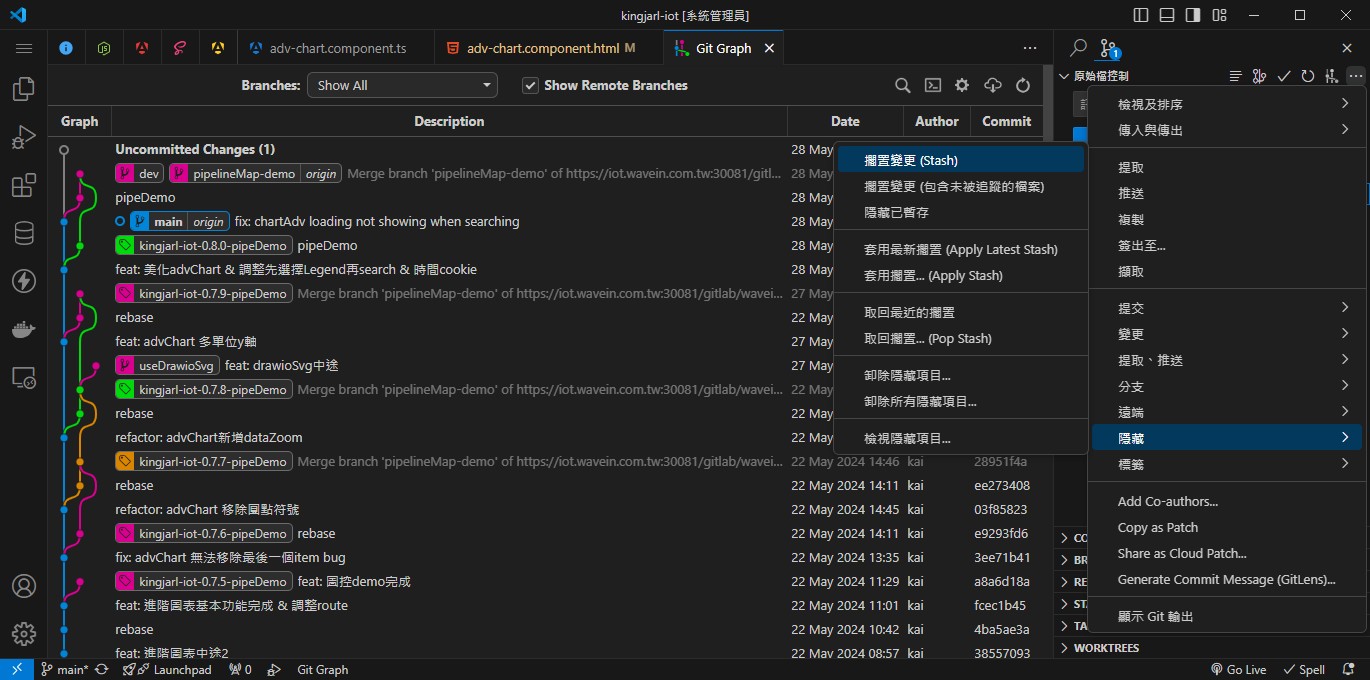 kingjarl-iot [系統管理員]
adv-chart.component.ts
adv-chart.component.html M
Git Graph
1
Branches: Show All Show Remote Branches
原始檔控制
Graph Description Date Author Commit
Uncommitted Changes (1) 28 May
dev pipelineMap-demo origin Merge branch 'pipelineMap-demo' of https://iot.wavein.com.tw:30081/gitl... 28 May
pipeDemo 28 May
main origin fix: chartAdv loading not showing when searching 28 May
kingjarl-iot-0.8.0-pipeDemo pipeDemo 28 May
feat: 美化advChart & 調整先選擇Legend再search & 時間cookie 28 May
kingjarl-iot-0.7.9-pipeDemo Merge branch 'pipelineMap-demo' of https://iot.wavein.com.tw:30081/gitlab/wavei... 27 May
rebase 22 May
feat: advChart 多單位y軸 27 May
useDrawioSvg feat: drawioSvg中途 27 May
kingjarl-iot-0.7.8-pipeDemo Merge branch 'pipelineMap-demo' of https://iot.wavein.com.tw:30081/gitlab/wavei... 22 May
rebase 22 May
refactor: advChart新增dataZoom 22 May
kingjarl-iot-0.7.7-pipeDemo Merge branch 'pipelineMap-demo' of https://iot.wavein.com.tw:30081/gitlab/wavei... 22 May 2024 14:46 kai 28951f4a
rebase 22 May 2024 14:11 kai ee273408
refactor: advChart 移除圓點符號 22 May 2024 14:45 kai 03f85823
kingjarl-iot-0.7.6-pipeDemo rebase 22 May 2024 14:11 kai e9293fd6
fix: advChart 無法移除最後一個item bug 22 May 2024 13:35 kai 3ee71b41
kingjarl-iot-0.7.5-pipeDemo feat: 圖控demo完成 22 May 2024 11:29 kai a8a6d18a
feat: 進階圖表基本功能完成 & 調整route 22 May 2024 11:01 kai fcec1b45
rebase 22 May 2024 10:42 kai 4ba5ae3a
feat: 進階圖表中途2 22 May 2024 08:57 kai 38557093
擱置變更 (Stash)
擱置變更 (包含未被追蹤的檔案)
隱藏已暫存
套用最新擱置 (Apply Latest Stash)
套用擱置... (Apply Stash)
取回最近的擱置
取回擱置... (Pop Stash)
卸除隱藏項目...
卸除所有隱藏項目...
檢視隱藏項目...
檢視及排序
傳入與傳出
提取
推送
複製
簽出至...
擷取
提交
變更
提取、推送
分支
遠端
隱藏
標籤
Add Co-authors...
Copy as Patch
Share as Cloud Patch...
Generate Commit Message (GitLens)...
顯示 Git 輸出
CO
BR
RE
STA
TA
WORKTREES
main* Launchpad 0 Git Graph Go Live Spell